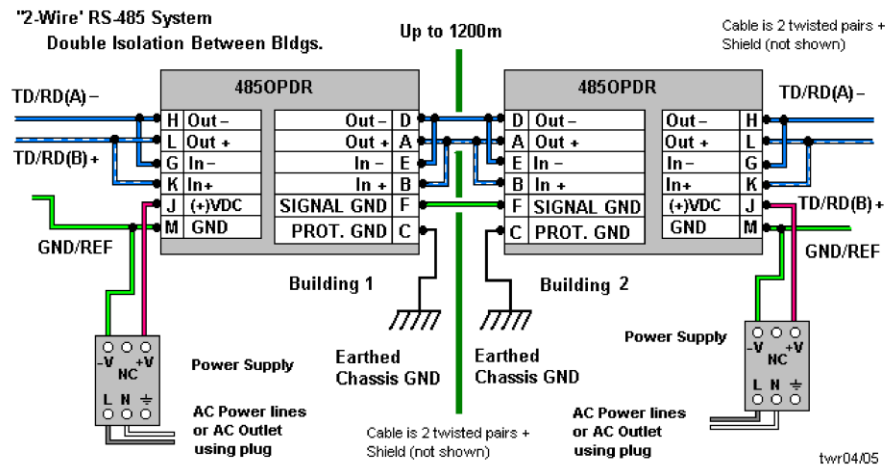 "2-Wire' RS-485 System
Double Isolation Between Bldgs.
Up to 1200m
Cable is 2 twisted pairs +
Shield (not shown)
485OPDR
485OPDR
TD/RD(A)−
TD/RD(A)−
H Out − Out − D
D Out − Out − H
L Out + Out + A
A Out + Out + L
TD/RD(B)+
G In − In − E
E In − In − G
K In+ In + B
B In + In+ K
J (+)VDC SIGNAL GND F
F SIGNAL GND (+)VDC J
TD/RD(B)+
M GND PROT. GND C
C PROT. GND GND M
GND/REF
GND/REF
Building 1
Building 2
Earthed
Chassis GND
Earthed
Chassis GND
-V +V
NC
L N
Power Supply
Power Supply
-V +V
NC
L N
AC Power lines
or AC Outlet
using plug
Cable is 2 twisted pairs +
Shield (not shown)
AC Power lines
or AC Outlet
using plug
twr04/05